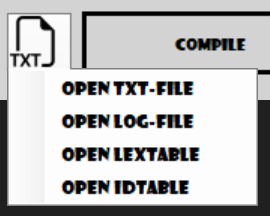 TXT
COMPILE
OPEN TXT-FILE
OPEN LOG-FILE
OPEN LEXTABLE
OPEN IDTABLE